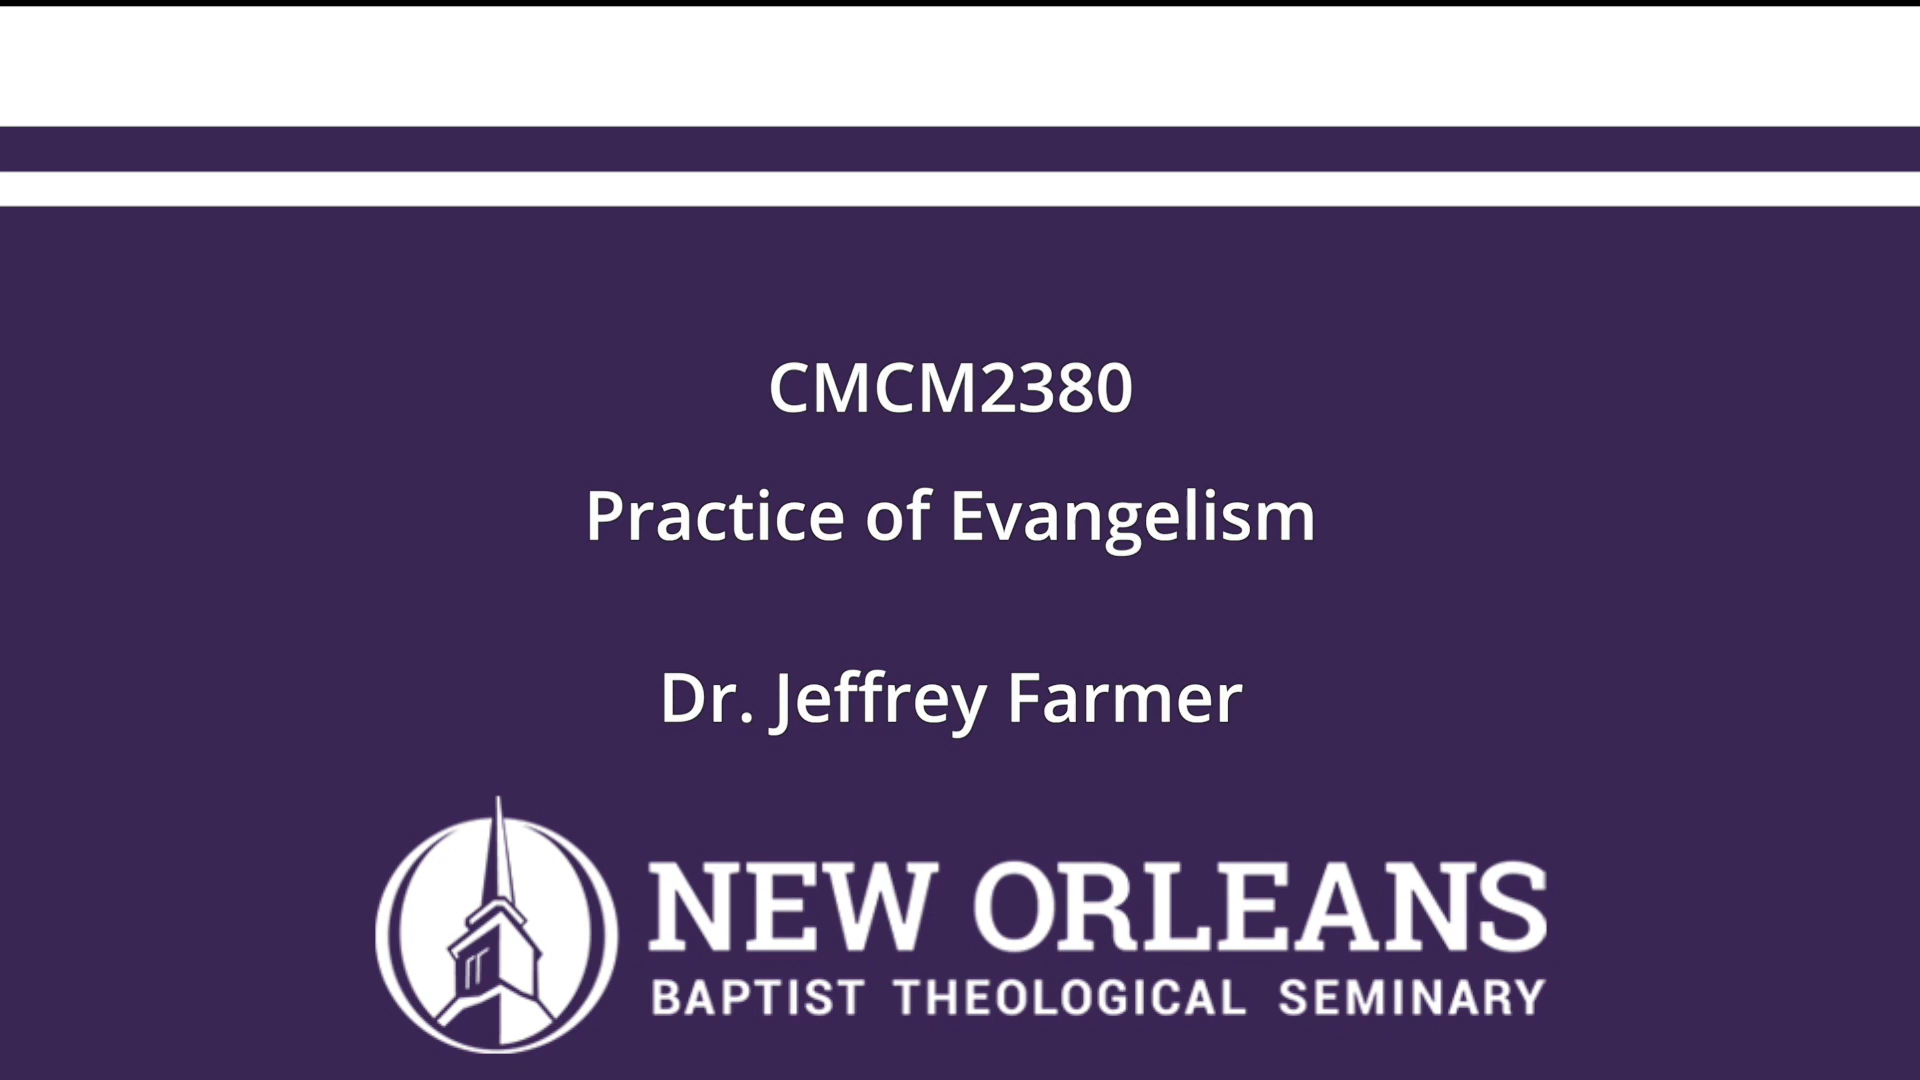 CMCM2380
Practice of Evangelism
Dr. Jeffrey Farmer
NEW ORLEANS
BAPTIST THEOLOGICAL SEMINARY